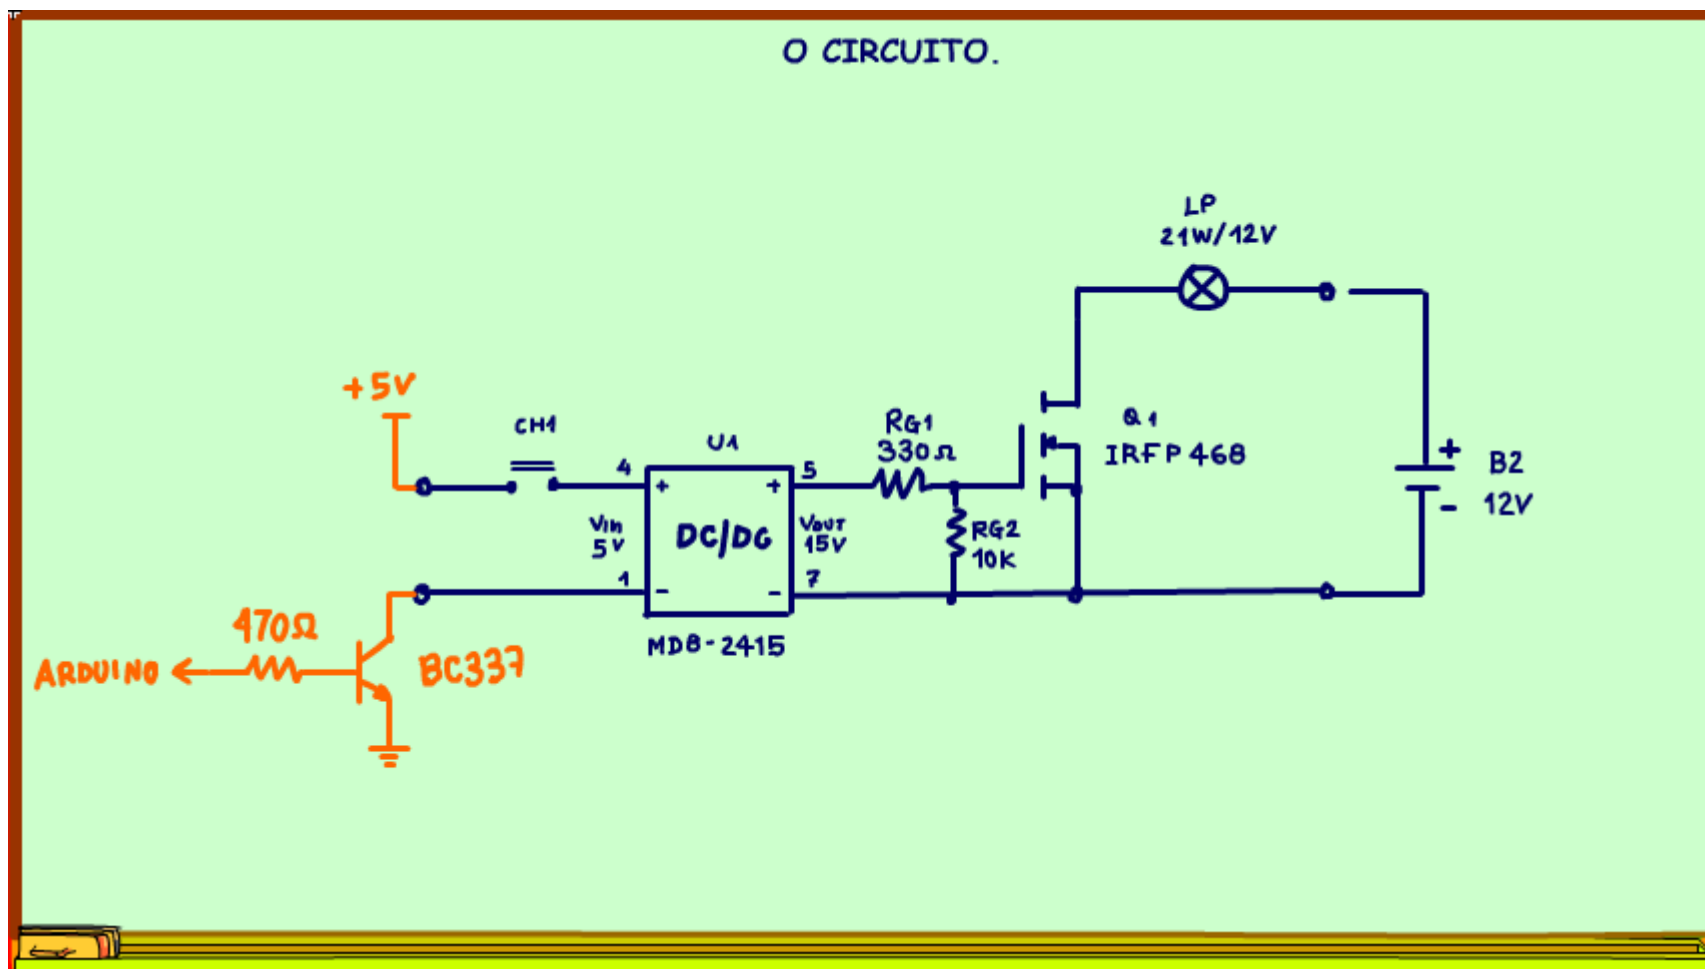 O CIRCUITO.
LP
21W/12V
+5V
CH1
U1
RG1
330Ω
Q1
IRFP468
4
5
+
+
+
B2
12V
-
Vin
5V
DC/DC
VOUT
15V
RG2
10K
1
7
-
-
MD8-2415
470Ω
ARDUINO
BC337